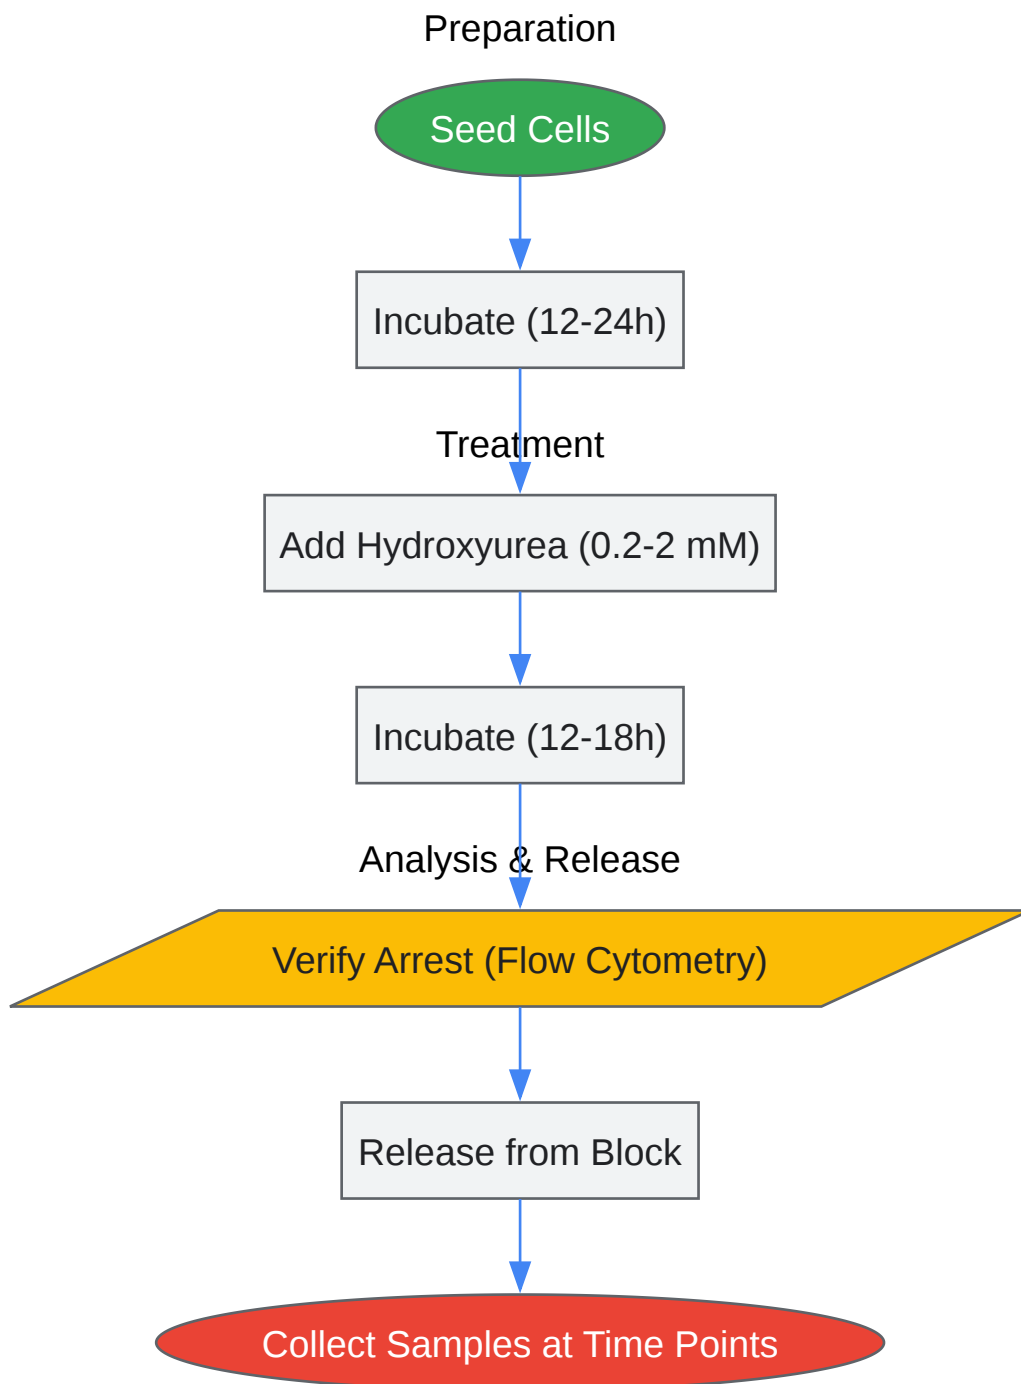 Preparation
Seed Cells
Incubate (12-24h)
Treatment
Add Hydroxyurea (0.2-2 mM)
Incubate (12-18h)
Analysis & Release
Verify Arrest (Flow Cytometry)
Release from Block
Collect Samples at Time Points